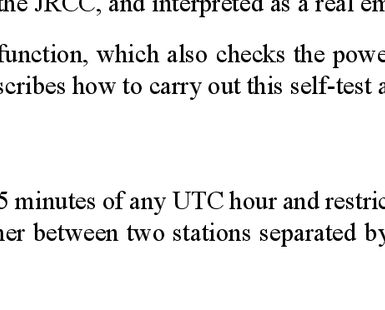 the JRCC, and interpreted as a real em
function, which also checks the powe
scribes how to carry out this self-test a
5 minutes of any UTC hour and restric
her between two stations separated by